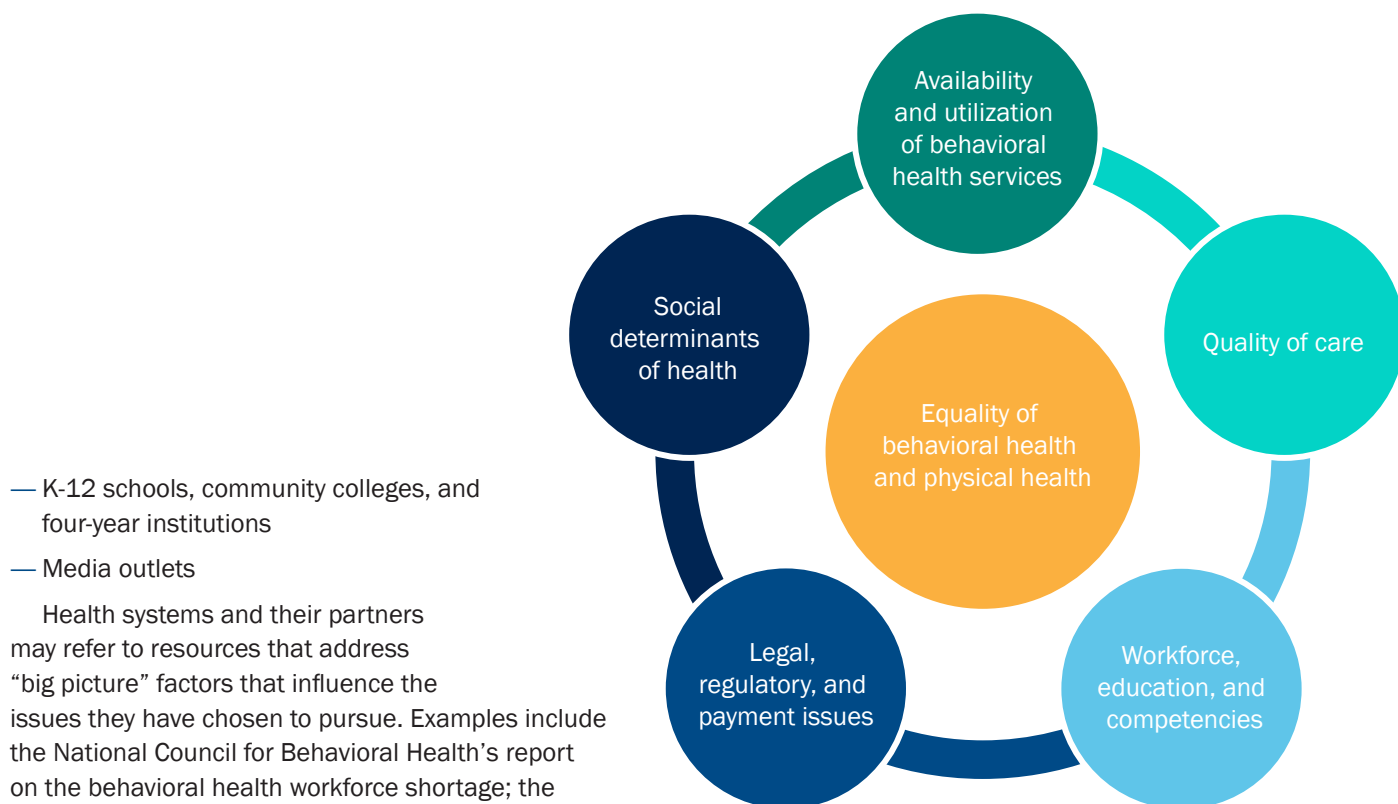 Availability
and utilization
of behavioral
health services
Social
determinants
of health
Quality of care
Equality of
behavioral health
and physical health
Legal,
regulatory, and
payment issues
Workforce,
education, and
competencies
— K-12 schools, community colleges, and
four-year institutions
— Media outlets
Health systems and their partners
may refer to resources that address
“big picture” factors that influence the
issues they have chosen to pursue. Examples include
the National Council for Behavioral Health’s report
on the behavioral health workforce shortage; the